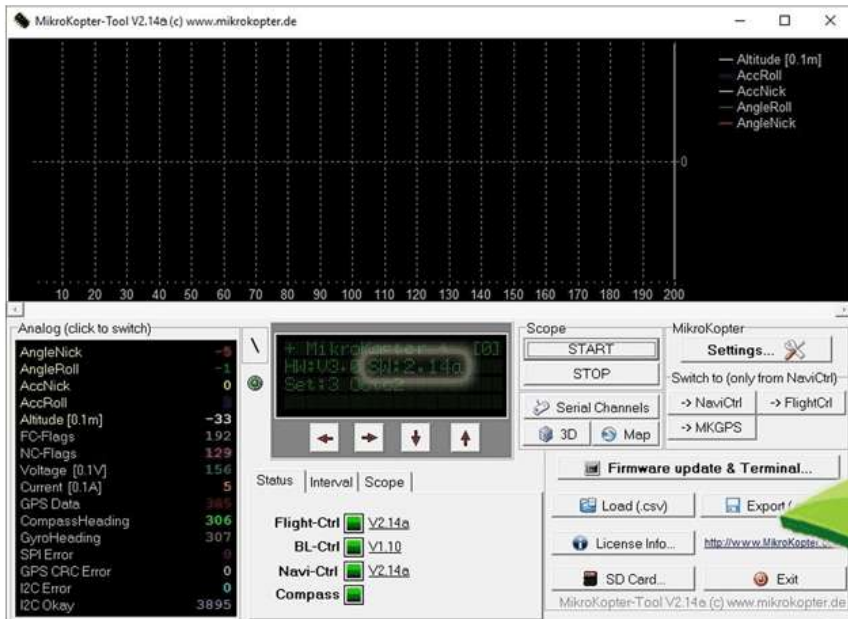 MikroKopter-Tool V2.14a (c) www.mikrokopter.de
Altitude [0.1m]
AccRoll
AccNick
AngleRoll
AngleNick
0
10 20 30 40 50 60 70 80 90 100 110 120 130 140 150 160 170 180 190 200
Analog (click to switch)
AngleNick -5
AngleRoll -1
AccNick 0
AccRoll
Altitude [0.1m] -33
FC-Flags 192
NC-Flags 129
Voltage [0.1V] 156
Current [0.1A] 5
GPS Data 365
CompassHeading 306
GyroHeading 307
SPI Error 0
GPS CRC Error 0
I2C Error 0
I2C Okay 3895
\
+ MikroKopter + [0]
SW:2.14a
Set:3
Status
Interval
Scope
Flight-Ctrl V2.14a
BL-Ctrl V1.10
Navi-Ctrl V2.14a
Compass
Scope
START
STOP
Serial Channels
3D
Map
MikroKopter
Settings...
Switch to (only from NaviCtrl)
-> NaviCtrl
-> FlightCtrl
-> MKGPS
Firmware update & Terminal...
Load (.csv)
Export
License Info...
SD Card...
Exit
MikroKopter-Tool V2.14a (c) www.mikrokopter.de